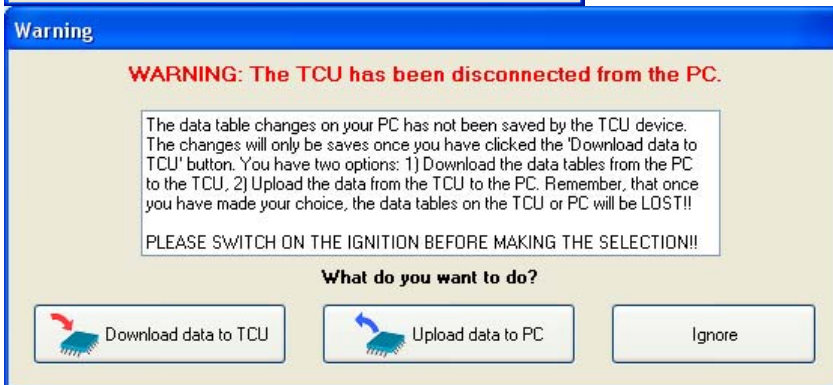 Warning
WARNING: The TCU has been disconnected from the PC.
The data table changes on your PC has not been saved by the TCU device.
The changes will only be saves once you have clicked the 'Download data to
TCU' button. You have two options: 1) Download the data tables from the PC
to the TCU, 2) Upload the data from the TCU to the PC. Remember, that once
you have made your choice, the data tables on the TCU or PC will be LOST!!
PLEASE SWITCH ON THE IGNITION BEFORE MAKING THE SELECTION!!
What do you want to do?
Download data to TCU
Upload data to PC
Ignore